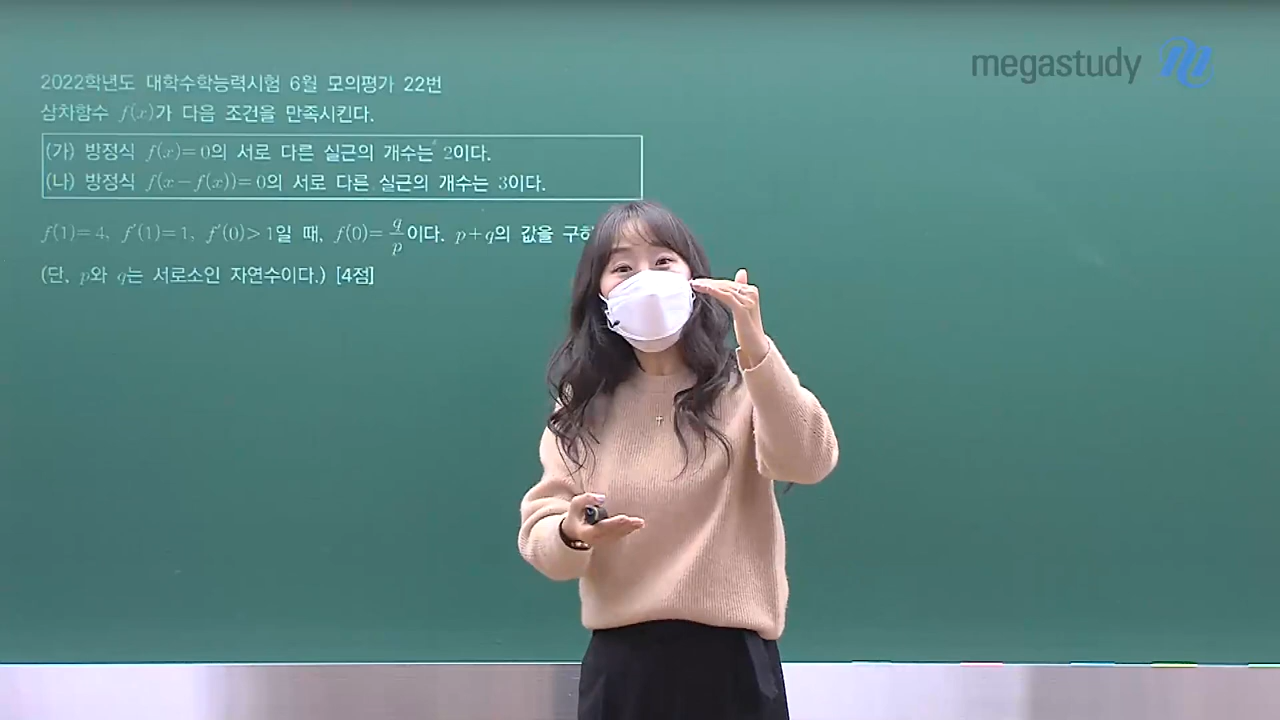 megastudy
2022학년도 대학수학능력시험 6월 모의평가 22번
삼차함수 f(x)가 다음 조건을 만족시킨다.
(가) 방정식 f(x)=0의 서로 다른 실근의 개수는 2이다.
(나) 방정식 f(x-f(x))=0의 서로 다른 실근의 개수는 3이다.
f(1)=4, f'(1)=1, f'(0)>1일 때, f(0)=q/p이다. p+q의 값을 구하
(단, p와 q는 서로소인 자연수이다.) [4점]